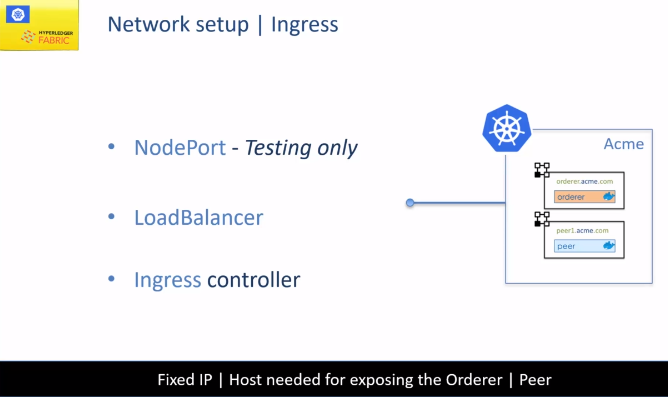 HYPERLEDGER
FABRIC
Network setup | Ingress
• NodePort - Testing only
• LoadBalancer
• Ingress controller
Acme
orderer.acme.com
orderer
peer1.acme.com
peer
Fixed IP | Host needed for exposing the Orderer | Peer